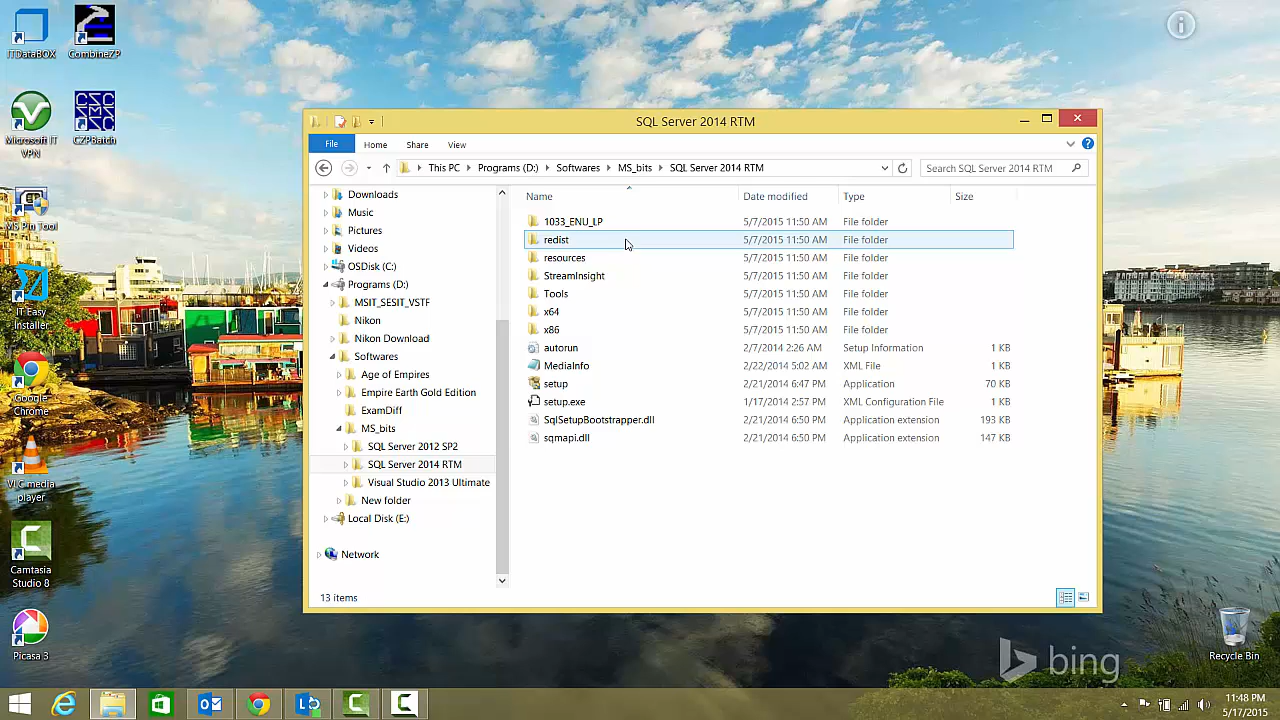 ITDataBOX
CombineZP
Microsoft IT
VPN
CZPBatch
MS Pin Tool
IT Easy
Installer
Google
Chrome
VLC media
player
Camtasia
Studio 8
Picasa 3
SQL Server 2014 RTM
File
Home
Share
View
This PC
Programs (D:)
Softwares
MS_bits
SQL Server 2014 RTM
Search SQL Server 2014 RTM
Downloads
Music
Pictures
Videos
OSDisk (C:)
Programs (D:)
MSIT_SESIT_VSTF
Nikon
Nikon Download
Softwares
Age of Empires
Empire Earth Gold Edition
ExamDiff
MS_bits
SQL Server 2012 SP2
SQL Server 2014 RTM
Visual Studio 2013 Ultimate
New folder
Local Disk (E:)
Network
Name Date modified Type Size
1033_ENU_LP 5/7/2015 11:50 AM File folder
redist 5/7/2015 11:50 AM File folder
resources 5/7/2015 11:50 AM File folder
StreamInsight 5/7/2015 11:50 AM File folder
Tools 5/7/2015 11:50 AM File folder
x64 5/7/2015 11:50 AM File folder
x86 5/7/2015 11:50 AM File folder
autorun 2/7/2014 2:26 AM Setup Information 1 KB
MediaInfo 2/22/2014 5:02 AM XML File 1 KB
setup 2/21/2014 6:47 PM Application 70 KB
setup.exe 1/17/2014 2:57 PM XML Configuration File 1 KB
SqlSetupBootstrapper.dll 2/21/2014 6:50 PM Application extension 193 KB
sqmapi.dll 2/21/2014 6:50 PM Application extension 147 KB
13 items
bing
Recycle Bin
11:48 PM
5/17/2015